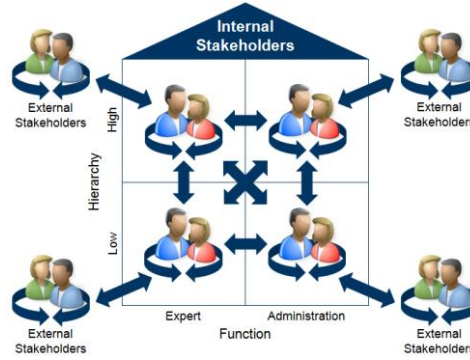 Internal
Stakeholders
External
Stakeholders
External
Stakeholders
High
Hierarchy
Low
External
Stakeholders
External
Stakeholders
Expert
Administration
Function